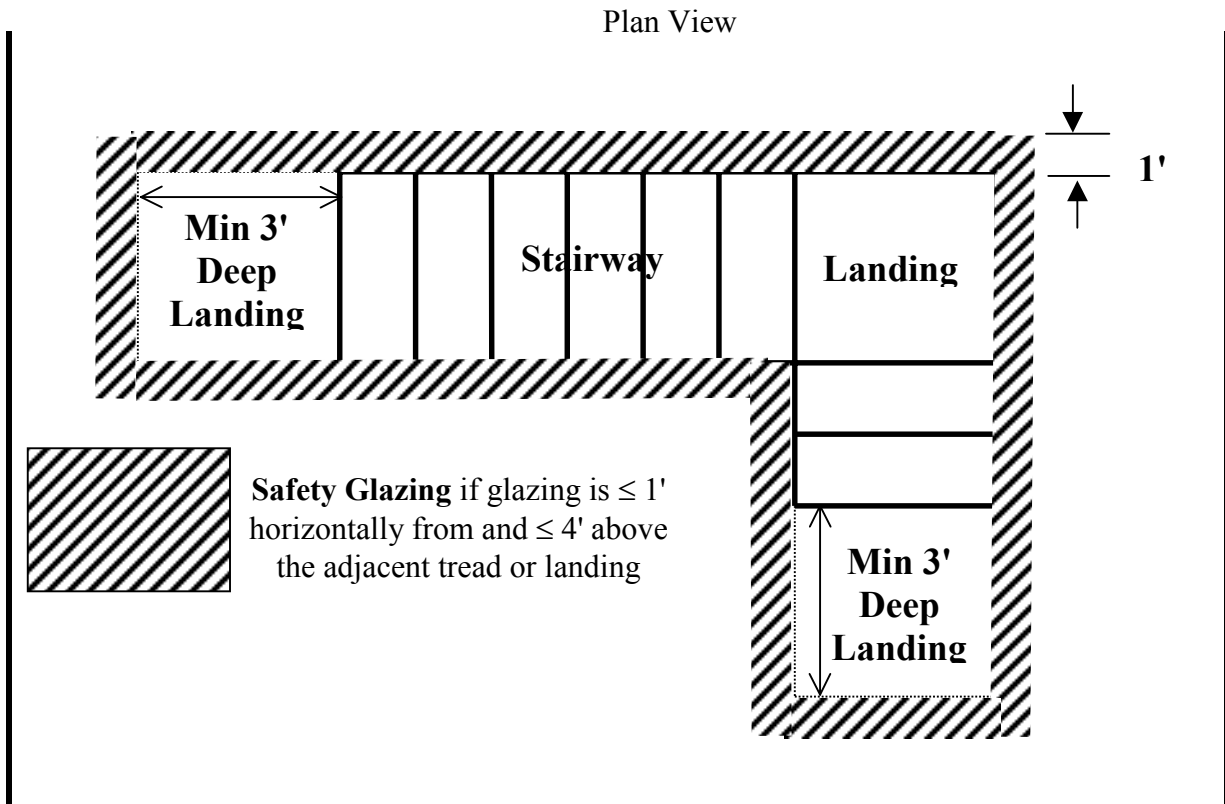 Plan View
1'
Min 3'
Deep
Landing
Stairway
Landing
Safety Glazing if glazing is ≤ 1'
horizontally from and ≤ 4' above
the adjacent tread or landing
Min 3'
Deep
Landing